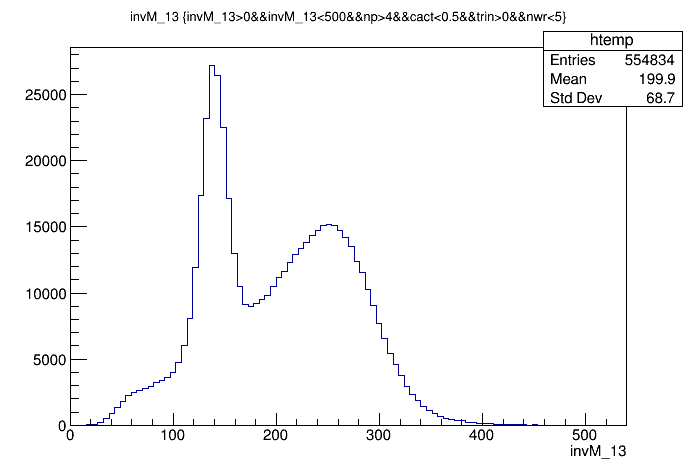 invM_13 {invM_13>0&&invM_13<500&&np>4&&cact<0.5&&trin>0&&nwr<5}
htemp
Entries 554834
Mean 199.9
Std Dev 68.7
25000
20000
15000
10000
5000
0
0 100 200 300 400 500
invM_13